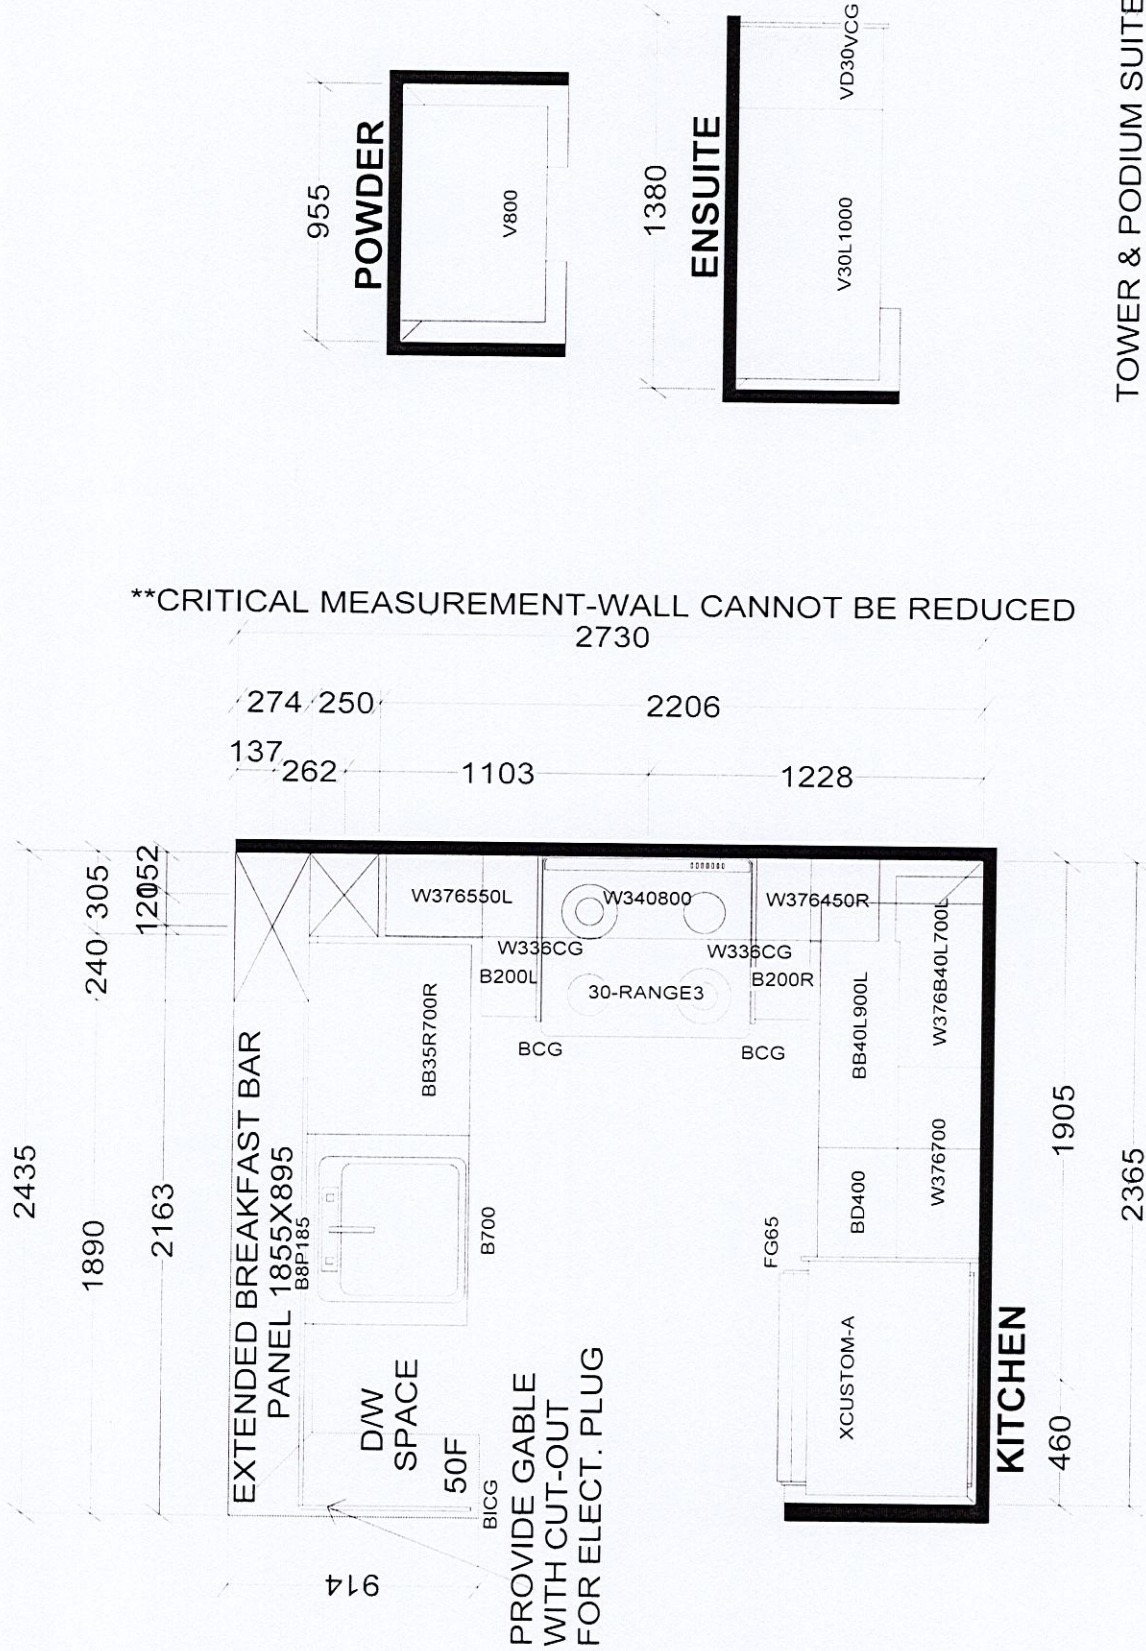 955
POWDER
V800
1380
ENSUITE
V30L1000
VD30VCG
TOWER & PODIUM SUITE
**CRITICAL MEASUREMENT-WALL CANNOT BE REDUCED
2730
274
250
2206
137
262
1103
1228
2435
240
305
1890
120
52
2163
EXTENDED BREAKFAST BAR
PANEL 1855X895
W376550L
W340800
W376450R
W336CG
W336CG
B200L
B200R
30-RANGE3
BCG
BCG
BB35R700R
BB40L900L
W376B40L700L
B700
BD400
W376700
FG65
XCUSTOM-A
D/W
SPACE
50F
BICG
914
PROVIDE GABLE
WITH CUT-OUT
FOR ELECT. PLUG
KITCHEN
460
1905
2365